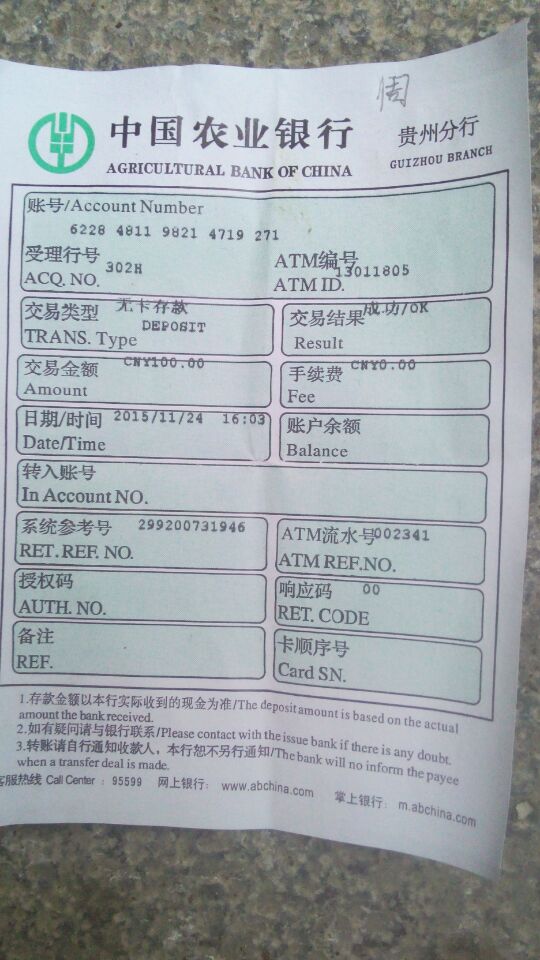 周
中国农业银行
AGRICULTURAL BANK OF CHINA
贵州分行
GUIZHOU BRANCH
账号/Account Number
6228 4811 9821 4719 271
受理行号 302H
ACQ. NO.
ATM编号 13011805
ATM ID.
交易类型 无卡存款
TRANS. Type DEPOSIT
交易结果 成功/OK
Result
交易金额 CNY100.00
Amount
手续费 CNY0.00
Fee
日期/时间 2015/11/24 16:03
Date/Time
账户余额
Balance
转入账号
In Account NO.
系统参考号 299200731946
RET. REF. NO.
ATM流水号 002341
ATM REF.NO.
授权码
AUTH. NO.
响应码 00
RET. CODE
备注
REF.
卡顺序号
Card SN.
1.存款金额以本行实际收到的现金为准/The deposit amount is based on the actual
amount the bank received.
2.如有疑问请与银行联系/Please contact with the issue bank if there is any doubt.
3.转账请自行通知收款人，本行恕不另行通知/The bank will no inform the payee
when a transfer deal is made.
客服热线 Call Center : 95599 网上银行: www.abchina.com 掌上银行: m.abchina.com